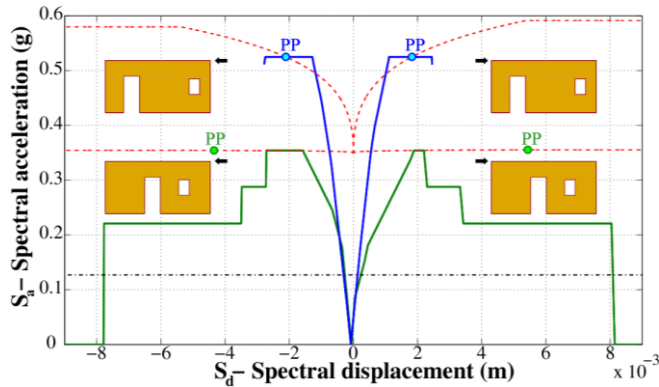 0.6
0.5
0.4
0.3
0.2
0.1
0
Sa– Spectral acceleration (g)
PP
PP
PP
PP
−8
−6
−4
−2
0
2
4
6
8
x 10⁻³
Sd– Spectral displacement (m)